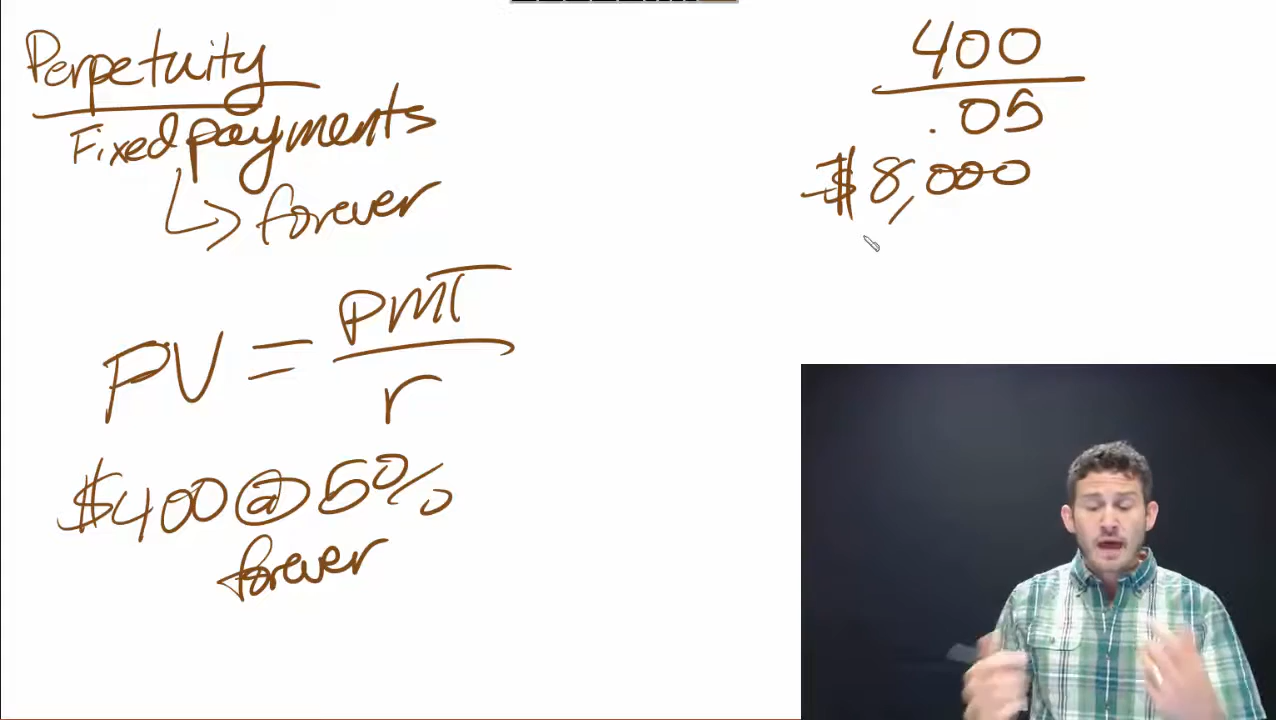 Perpetuity
Fixed payments
↳ forever
PV = PMT
r
$400 @ 5%
forever
400
.05
$8,000